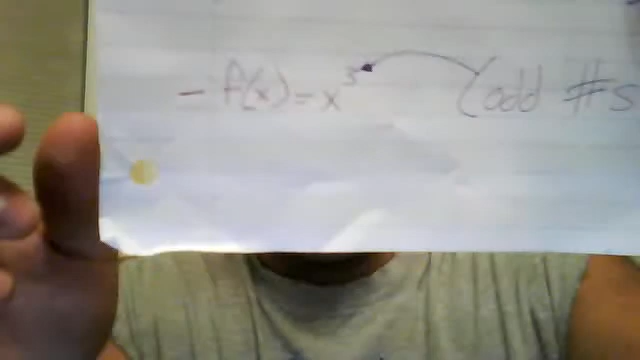 - f(x) = x³ (odd #s